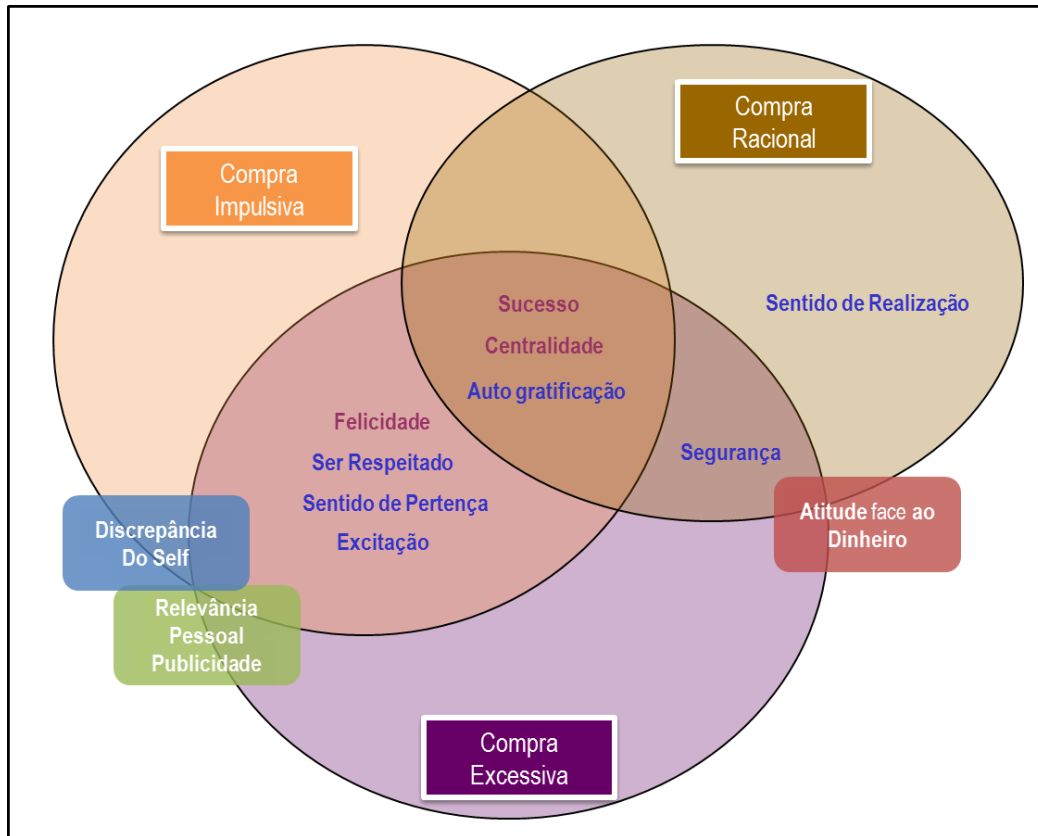 Compra
Racional
Compra
Impulsiva
Sucesso
Sentido de Realização
Centralidade
Auto gratificação
Felicidade
Segurança
Ser Respeitado
Sentido de Pertença
Excitação
Discrepância
Do Self
Atitude face ao
Dinheiro
Relevância
Pessoal
Publicidade
Compra
Excessiva